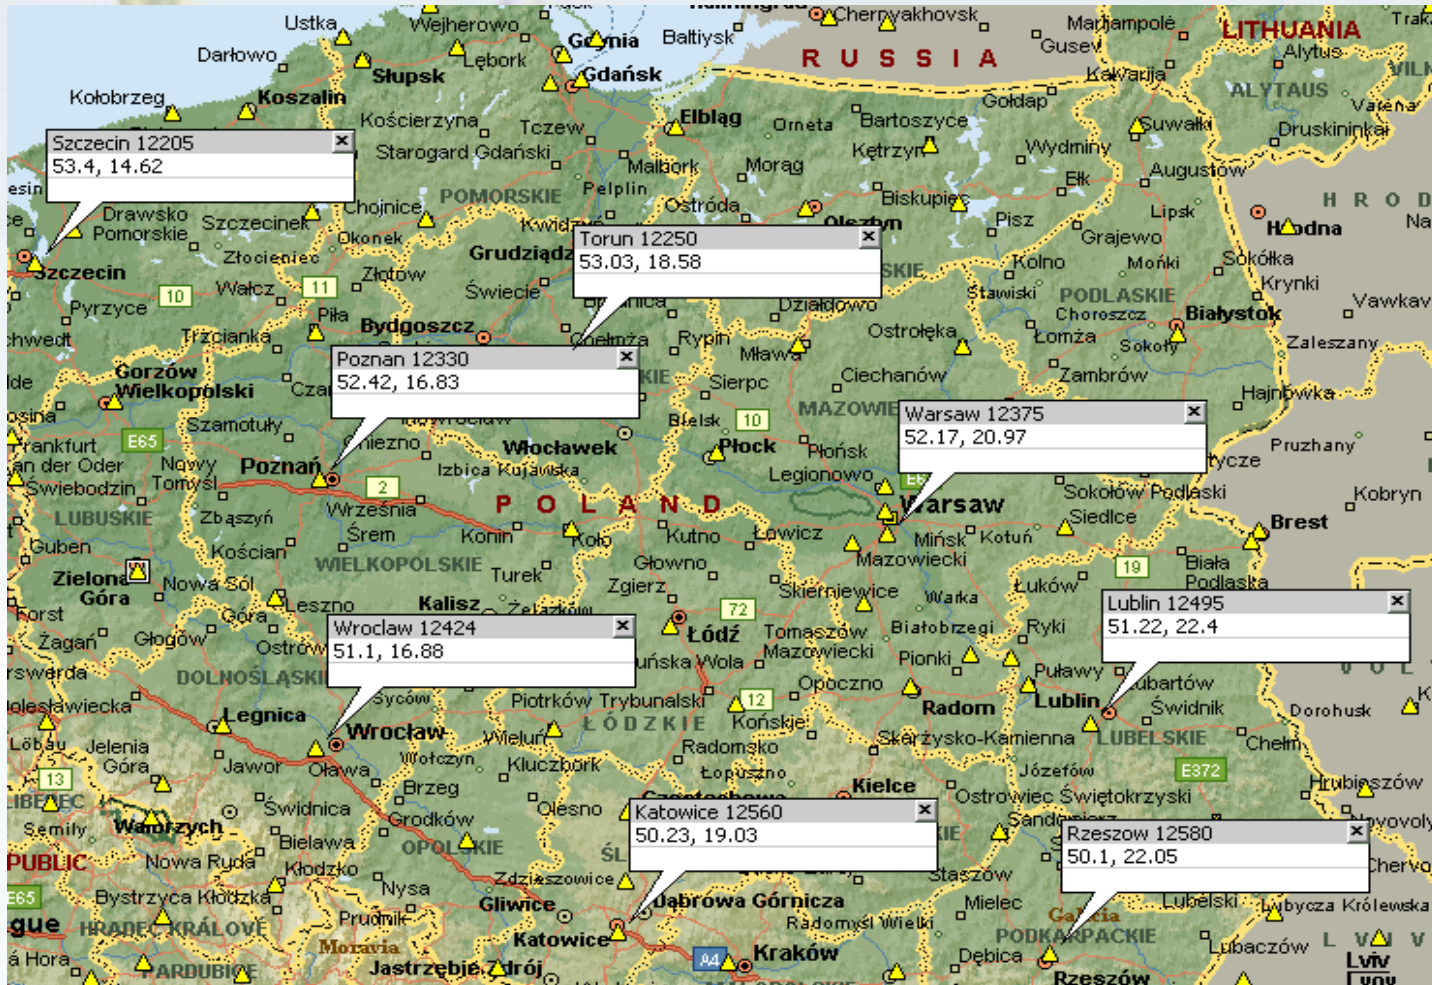 Ustka
Wejherowo
Gdynia
Baltiysk
Chernyakhovsk
Marijampolė
LITHUANIA
Gusev
Alytus
Darłowo
Lębork
RUSSIA
Słupsk
Gdańsk
Kalvarija
ALYTAUS
Kołobrzeg
Koszalin
Gołdap
Varėna
Kościerzyna
Tczew
Elbląg
Orneta
Bartoszyce
Suwałki
Druskininkai
Szczecin 12205
53.4, 14.62
Starogard Gdański
Malbork
Morąg
Kętrzyn
Wydminy
Augustów
Ełk
POMORSKIE
Pelplin
Ostróda
Biskupiec
Lipsk
H R O D
Drawsko
Pomorskie
Szczecinek
Chojnice
Olsztyn
Pisz
Grajewo
Hrodna
Okonek
Grudziądz
Torun 12250
53.03, 18.58
Szczecin
Złocieniec
Złotów
Kolno
Mońki
Sokółka
Krynki
10
11
Wałcz
Świecie
Działdowo
Stawiski
PODLASKIE
Choroszcz
Białystok
Vawkav
Pyrzyce
Piła
Bydgoszcz
Chełmża
Rypin
Mława
Ostrołęka
Łomża
Sokoły
Zaleszany
Trzcianka
Poznan 12330
52.42, 16.83
Gorzów
Wielkopolski
Sierpc
Ciechanów
Zambrów
Hajnówka
MAZOWIE
Warsaw 12375
52.17, 20.97
10
Szamotuły
Gniezno
Włocławek
Bielsk
Płock
Płońsk
Pruzhany
E65
Frankfurt
an der Oder
Nowy
Tomyśl
Poznań
Izbica Kujawska
Legionowo
Świebodzin
2
POLAND
Warsaw
Sokołów Podlaski
Kobryn
LUBUSKIE
Zbąszyń
Września
Siedlce
Brest
Śrem
Konin
Koło
Kutno
Łowicz
Mińsk
Mazowiecki
Kotuń
Guben
Kościan
WIELKOPOLSKIE
Głowno
19
Biała
Podlaska
Zielona
Góra
Nowa Sól
Turek
Zgierz
Skierniewice
Łuków
Leszno
Kalisz
Żelazków
72
Warka
Lublin 12495
51.22, 22.4
Forst
Góra
Wroclaw 12424
51.1, 16.88
Łódź
Tomaszów
Mazowiecki
Białobrzegi
Ryki
Żagań
Głogów
Pionki
Puławy
DOLNOŚLĄSKI
Syców
Piotrków Trybunalski
12
Opoczno
Lublin
Lubartów
Legnica
ŁÓDZKIE
Końskie
Radom
Świdnik
Dorohusk
Wrocław
Wieluń
Radomsko
Skarżysko-Kamienna
LUBELSKIE
Chełm
Löbau
Jelenia
Góra
Jawor
Oława
Wołczyn
Kluczbork
Łopuszno
Józefów
E372
13
Brzeg
Kielce
Hrubieszów
Świdnica
Grodków
Olesno
Katowice 12560
50.23, 19.03
Ostrowiec Świętokrzyski
Semily
Wałbrzych
Bielawa
OPOLSKIE
Rzeszow 12580
50.1, 22.05
PUBLIC
Nowa Ruda
Kłodzko
Nysa
Zdzieszowice
Staszów
E65
Bystrzyca Kłodzka
Gliwice
Dąbrowa Górnicza
Mielec
Lubycza Królewska
HRADEC KRÁLOVÉ
Prudnik
Radomyśl Wielki
Galicia
Moravia
Katowice
PODKARPACKIE
Lubaczów
L V I V
PARDUBICE
Jastrzębie Zdrój
A4
Kraków
Dębica
Rzeszów
Lviv